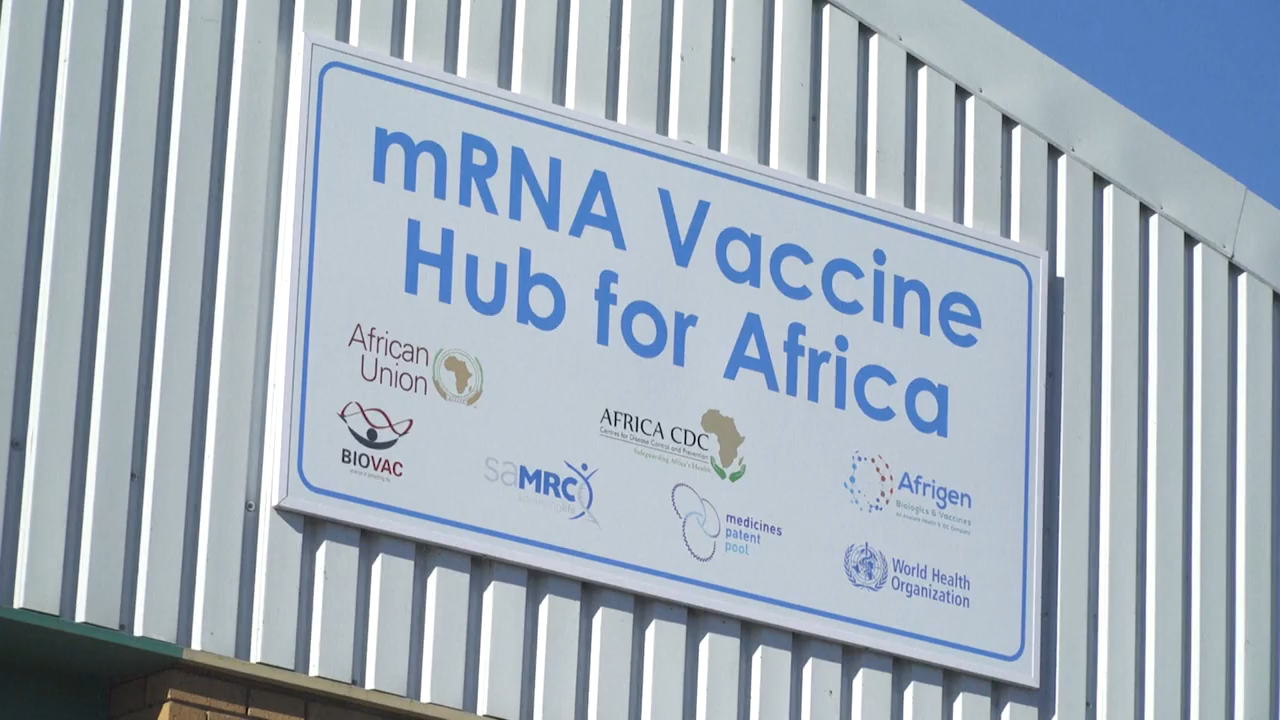 mRNA Vaccine
Hub for Africa
African
Union
BIOVAC
AFRICA CDC
Centres for Disease Control and Prevention
Safeguarding Africa's Health
saMRC
medicines
patent
pool
Afrigen
Biologics & Vaccines
World Health
Organization